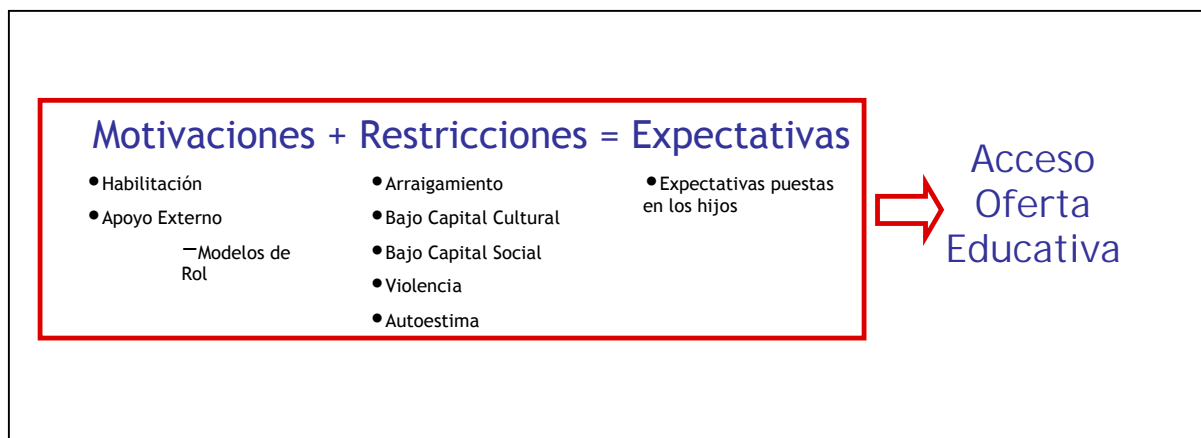 Motivaciones + Restricciones = Expectativas
•Habilitación
•Apoyo Externo
–Modelos de
Rol
•Arraigamiento
•Bajo Capital Cultural
•Bajo Capital Social
•Violencia
•Autoestima
•Expectativas puestas
en los hijos
Acceso
Oferta
Educativa